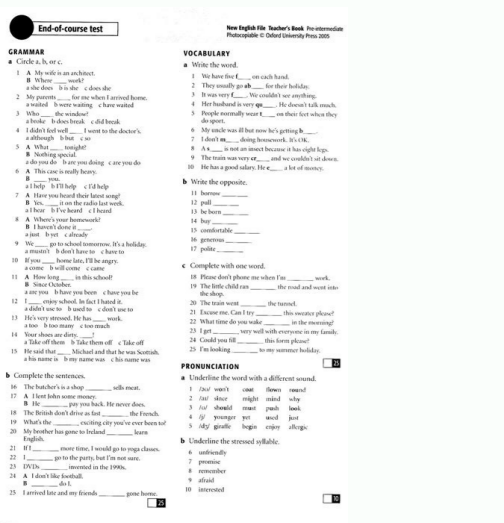 End-of-course test
New English File Teacher's Book Pre-intermediate
Photocopiable © Oxford University Press 2005
GRAMMAR
a Circle a, b, or c.
1 A My wife is an architect.
B Where ____ work?
a she does b is she c does she
2 My parents ____ for me when I arrived home.
a waited b were waiting c have waited
3 Who ____ the window?
a broke b does break c did break
4 I didn't feel well ____ I went to the doctor's.
a although b but c so
5 A What ____ tonight?
B Nothing special.
a do you do b are you doing c are you do
6 A This case is really heavy.
B ____ you.
a I help b I'll help c I'd help
7 A Have you heard their latest song?
B Yes, ____ it on the radio last week.
a I hear b I've heard c I heard
8 A Where's your homework?
B I haven't done it ____.
a just b yet c already
9 We ____ go to school tomorrow. It's a holiday.
a mustn't b don't have to c have to
10 If you ____ home late, I'll be angry.
a come b will come c came
11 A How long ____ in this school?
B Since October.
a are you b have you been c have you be
12 I ____ enjoy school. In fact I hated it.
a didn't use to b used to c don't use to
13 He's very stressed. He has ____ work.
a too b too many c too much
14 Your shoes are dirty. ____!
a Take off them b Take them off c Take off
15 He said that ____ Michael and that he was Scottish.
a his name is b my name was c his name was
b Complete the sentences.
16 The butcher's is a shop ________ sells meat.
17 A I lent John some money.
B He ________ pay you back. He never does.
18 The British don't drive as fast ________ the French.
19 What's the ________ exciting city you've ever been to?
20 My brother has gone to Ireland ________ learn
English.
21 If I ________ more time, I would go to yoga classes.
22 I ________ go to the party, but I'm not sure.
23 DVDs ________ invented in the 1990s.
24 A I don't like football.
B ________ do I.
25 I arrived late and my friends ________ gone home.
25
VOCABULARY
a Write the word.
1 We have five f____ on each hand.
2 They usually go ab____ for their holiday.
3 It was very f____. We couldn't see anything.
4 Her husband is very qu____. He doesn't talk much.
5 People normally wear t____ on their feet when they
do sport.
6 My uncle was ill but now he's getting b____.
7 I don't m____ doing housework. It's OK.
8 A s____ is not an insect because it has eight legs.
9 The train was very cr____ and we couldn't sit down.
10 He has a good salary. He e____ a lot of money.
b Write the opposite.
11 borrow ________
12 pull ________
13 be born ________
14 buy ________
15 comfortable ________
16 generous ________
17 polite ________
c Complete with one word.
18 Please don't phone me when I'm ________ work.
19 The little child ran ________ the road and went into
the shop.
20 The train went ________ the tunnel.
21 Excuse me. Can I try ________ this sweater please?
22 What time do you wake ________ in the morning?
23 I get ________ very well with everyone in my family.
24 Could you fill ________ this form please?
25 I'm looking ________ to my summer holiday.
25
PRONUNCIATION
a Underline the word with a different sound.
1 /əʊ/ won't coat flown round
2 /aɪ/ since might mind why
3 /ʊ/ should must push look
4 /j/ younger yet used just
5 /dʒ/ giraffe begin enjoy allergic
b Underline the stressed syllable.
6 unfriendly
7 promise
8 remember
9 afraid
10 interested
10